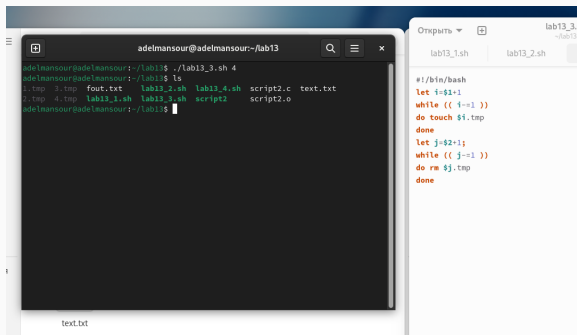 adelmansour@adelmansour:~/lab13
adelmansour@adelmansour:~/lab13$ ./lab13_3.sh 4
adelmansour@adelmansour:~/lab13$ ls
1.tmp 3.tmp fout.txt lab13_2.sh lab13_4.sh script2.c text.txt
2.tmp 4.tmp lab13_1.sh lab13_3.sh script2 script2.o
adelmansour@adelmansour:~/lab13$
text.txt
Открыть
lab13_3.
~/lab13
lab13_1.sh lab13_2.sh
#!/bin/bash
let i=$1+1
while (( i-=1 ))
do touch $i.tmp
done
let j=$2+1;
while (( j-=1 ))
do rm $j.tmp
done